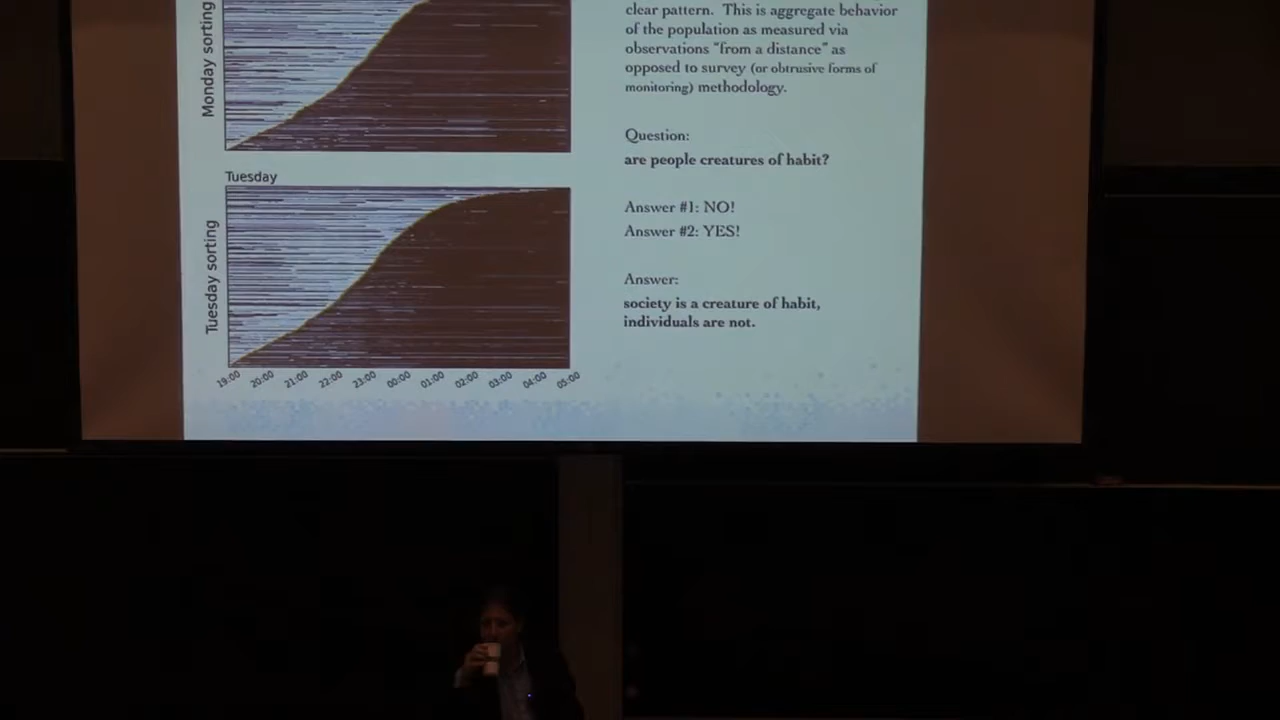 Monday sorting
Tuesday
Tuesday sorting
19:00 20:00 21:00 22:00 23:00 00:00 01:00 02:00 03:00 04:00 05:00
clear pattern. This is aggregate behavior
of the population as measured via
observations "from a distance" as
opposed to survey (or obtrusive forms of
monitoring) methodology.
Question:
are people creatures of habit?
Answer #1: NO!
Answer #2: YES!
Answer:
society is a creature of habit,
individuals are not.